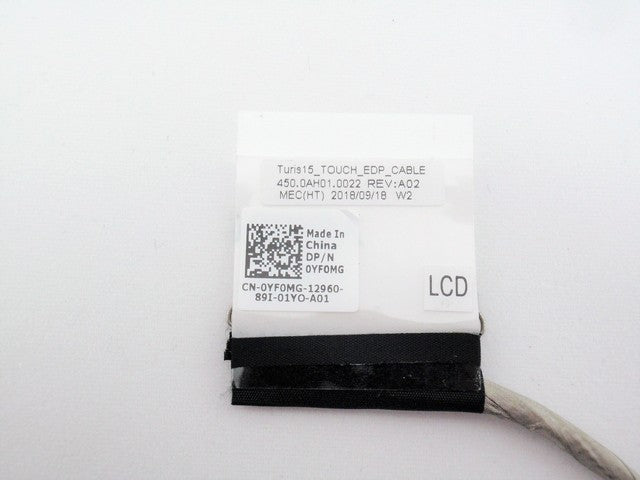 Turis15_TOUCH_EDP_CABLE
450.0AH01.0022 REV:A02
MEC(HT) 2018/09/18 W2
Made In
China
DP/N
0YF0MG
CN-0YF0MG-12960-
89I-01YO-A01
LCD